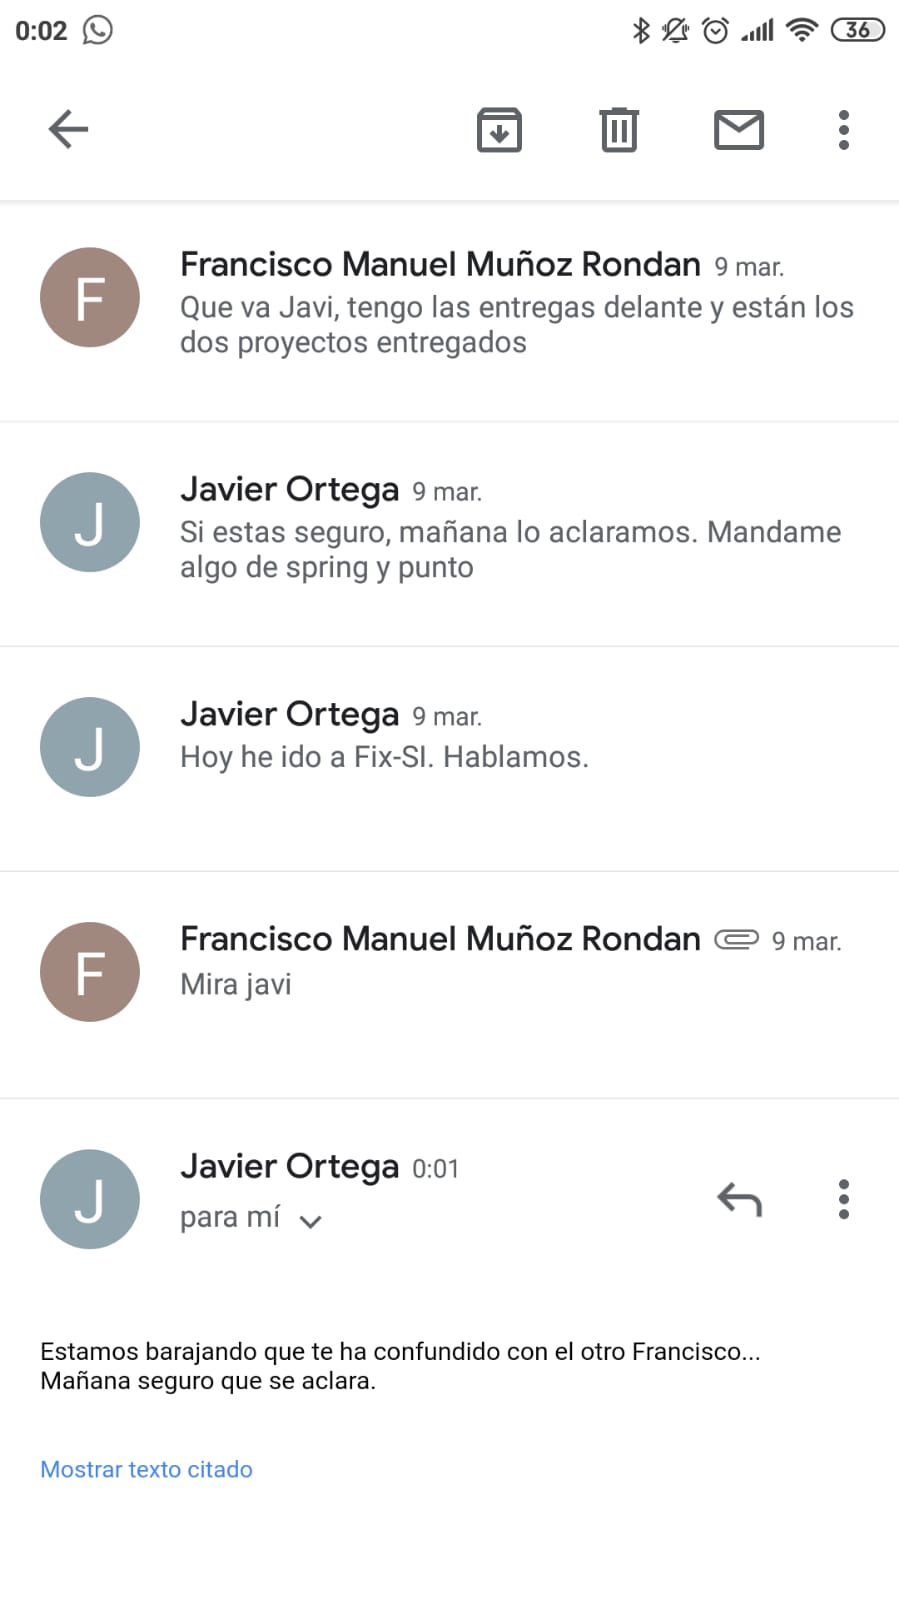 0:02
36
F
Francisco Manuel Muñoz Rondan 9 mar.
Que va Javi, tengo las entregas delante y están los
dos proyectos entregados
J
Javier Ortega 9 mar.
Si estas seguro, mañana lo aclaramos. Mandame
algo de spring y punto
J
Javier Ortega 9 mar.
Hoy he ido a Fix-SI. Hablamos.
F
Francisco Manuel Muñoz Rondan 9 mar.
Mira javi
J
Javier Ortega 0:01
para mí
Estamos barajando que te ha confundido con el otro Francisco...
Mañana seguro que se aclara.
Mostrar texto citado